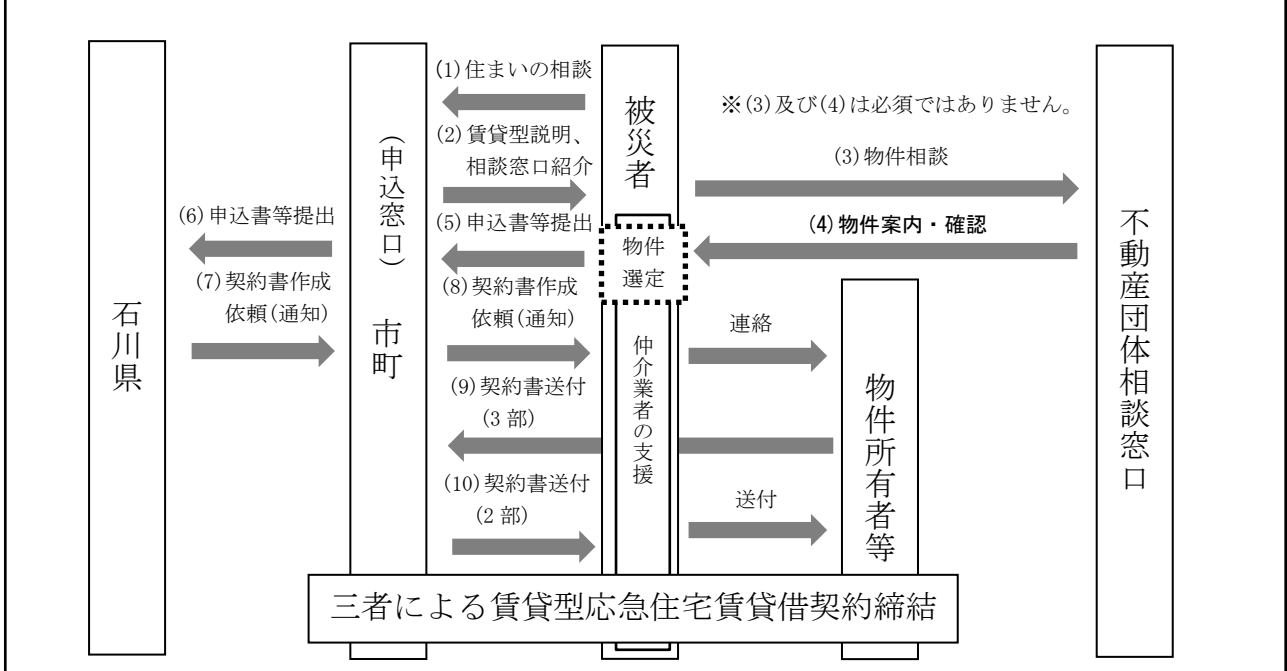 石川県
(6)申込書等提出
(7)契約書作成
依頼(通知)
(申込窓口)
市町
(1)住まいの相談
(2)賃貸型説明、
相談窓口紹介
(5)申込書等提出
(8)契約書作成
依頼(通知)
(9)契約書送付
(3 部)
(10)契約書送付
(2 部)
被災者
物件
選定
仲介業者の支援
※(3)及び(4)は必須ではありません。
(3)物件相談
(4)物件案内・確認
連絡
送付
物件所有者等
不動産団体相談窓口
三者による賃貸型応急住宅賃貸借契約締結